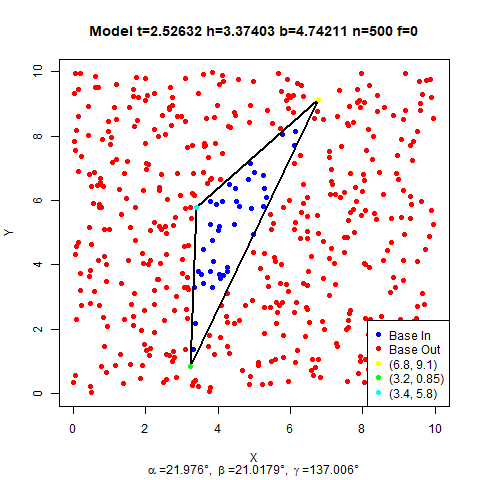 Model t=2.52632 h=3.37403 b=4.74211 n=500 f=0
10
8
6
4
2
0
Y
Base In
Base Out
(6.8, 9.1)
(3.2, 0.85)
(3.4, 5.8)
0 2 4 6 8 10
X
α=21.976°, β=21.0179°, γ=137.006°